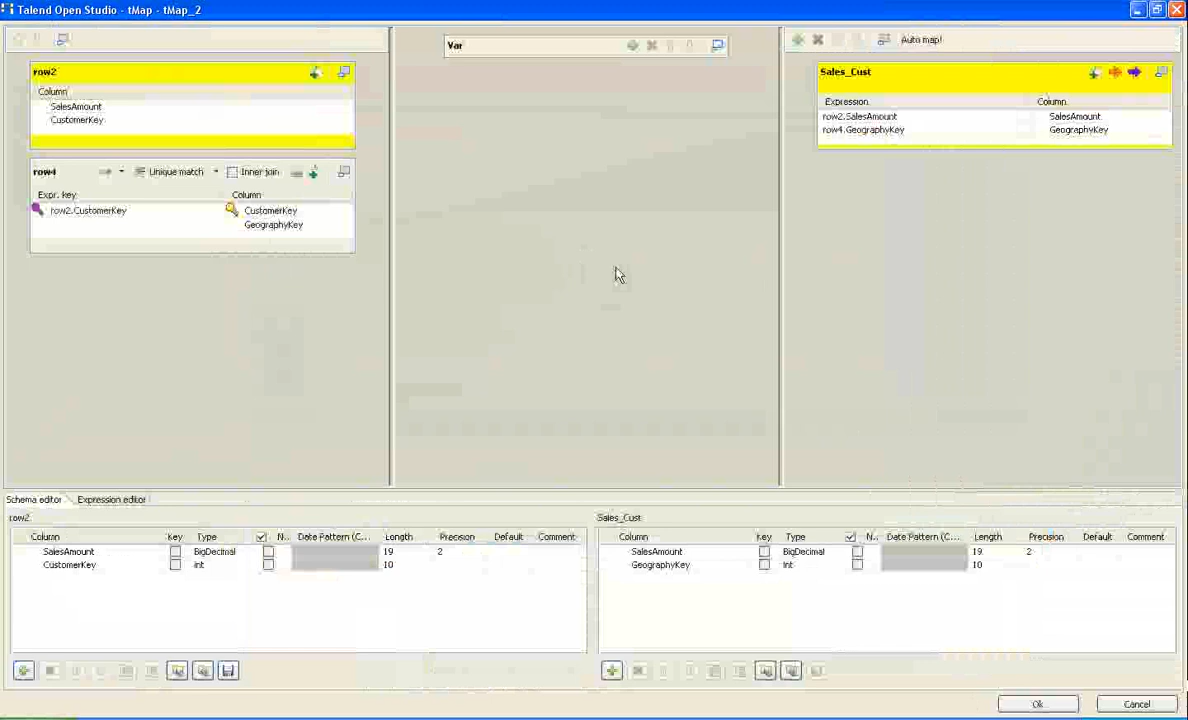 Talend Open Studio - tMap - tMap_2
Var
Auto map!
row2
Column
SalesAmount
CustomerKey
row4 Unique match Inner join
Expr. key Column
row2.CustomerKey CustomerKey
GeographyKey
Sales_Cust
Expression Column
row2.SalesAmount SalesAmount
row4.GeographyKey GeographyKey
Schema editor Expression editor
row2
Column Key Type N.. Date Pattern (C... Length Precision Default Comment
SalesAmount BigDecimal 19 2
CustomerKey int 10
Sales_Cust
Column Key Type N.. Date Pattern (C... Length Precision Default Comment
SalesAmount BigDecimal 19 2
GeographyKey int 10
Ok Cancel